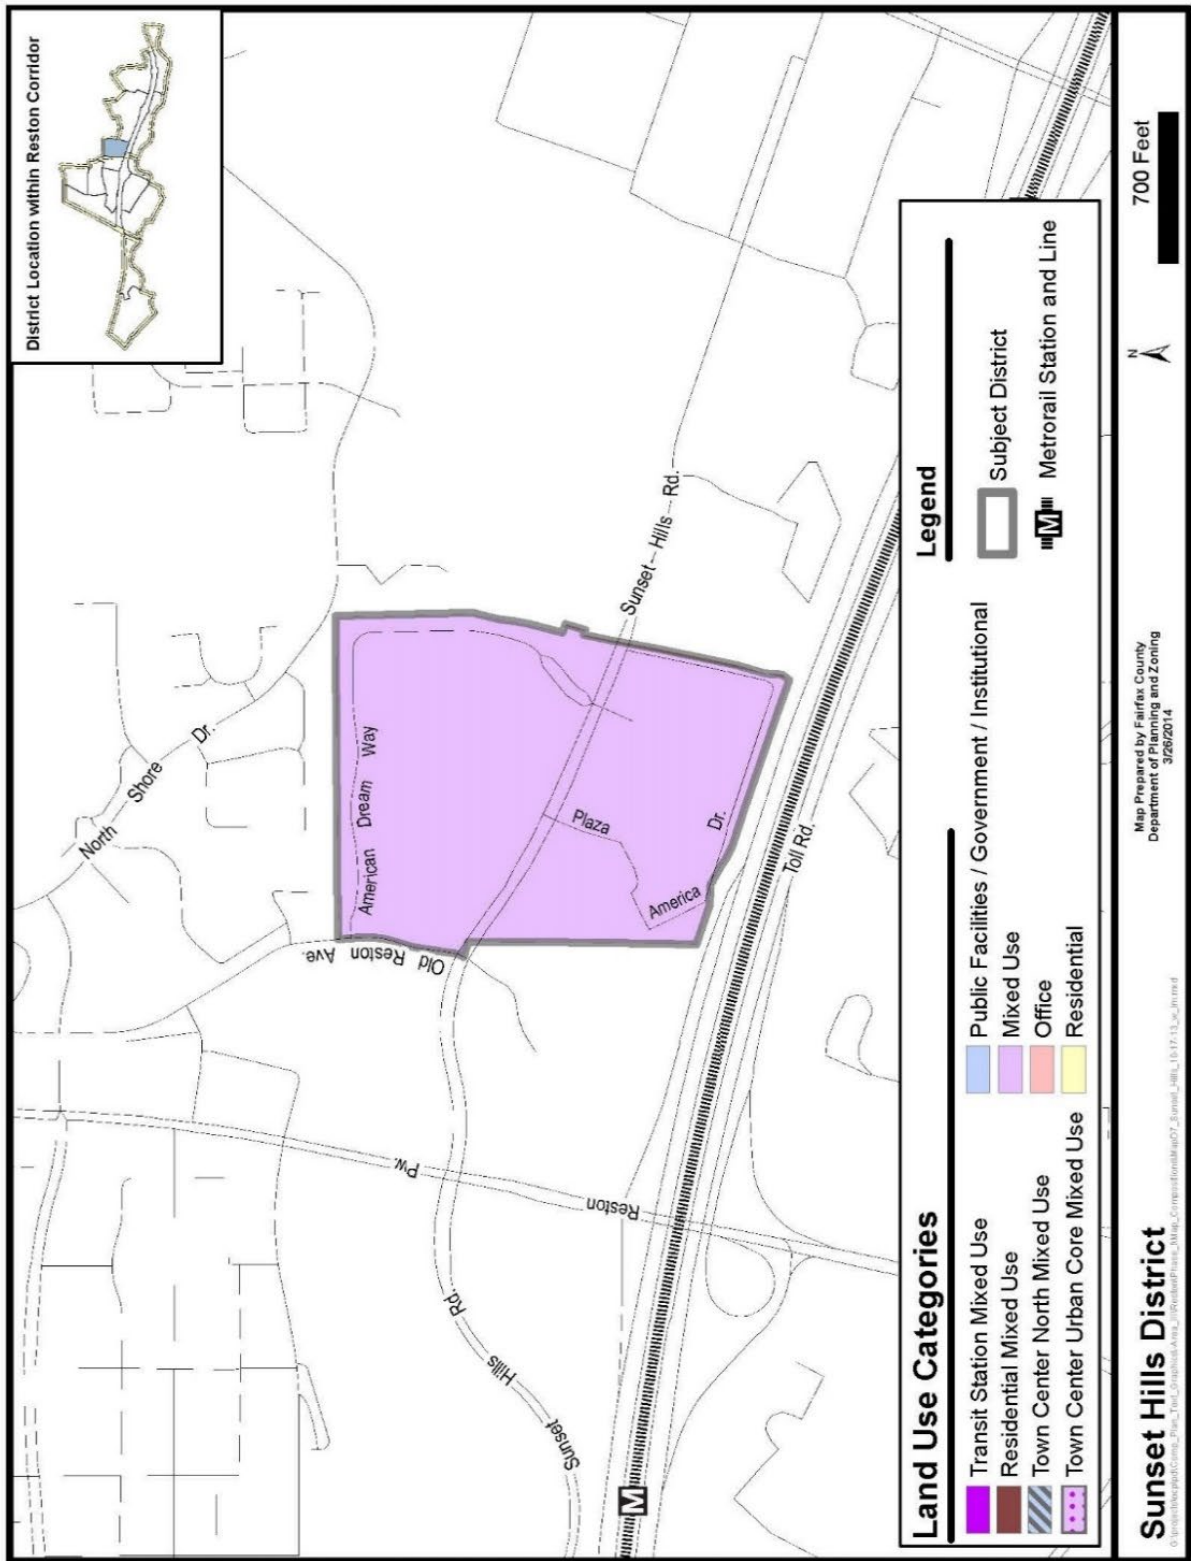 District Location within Reston Corridor
North Shore Dr.
American Dream Way
Old Reston Ave.
Sunset Hills Rd.
Plaza
America
Dr.
Toll Rd.
Reston Pw.
Sunset Hills Rd.
M
Land Use Categories
Transit Station Mixed Use
Residential Mixed Use
Town Center North Mixed Use
Town Center Urban Core Mixed Use
Public Facilities / Government / Institutional
Mixed Use
Office
Residential
Legend
Subject District
M
Metrorail Station and Line
Sunset Hills District
Map Prepared by Fairfax County
Department of Planning and Zoning
3/26/2014
N
700 Feet